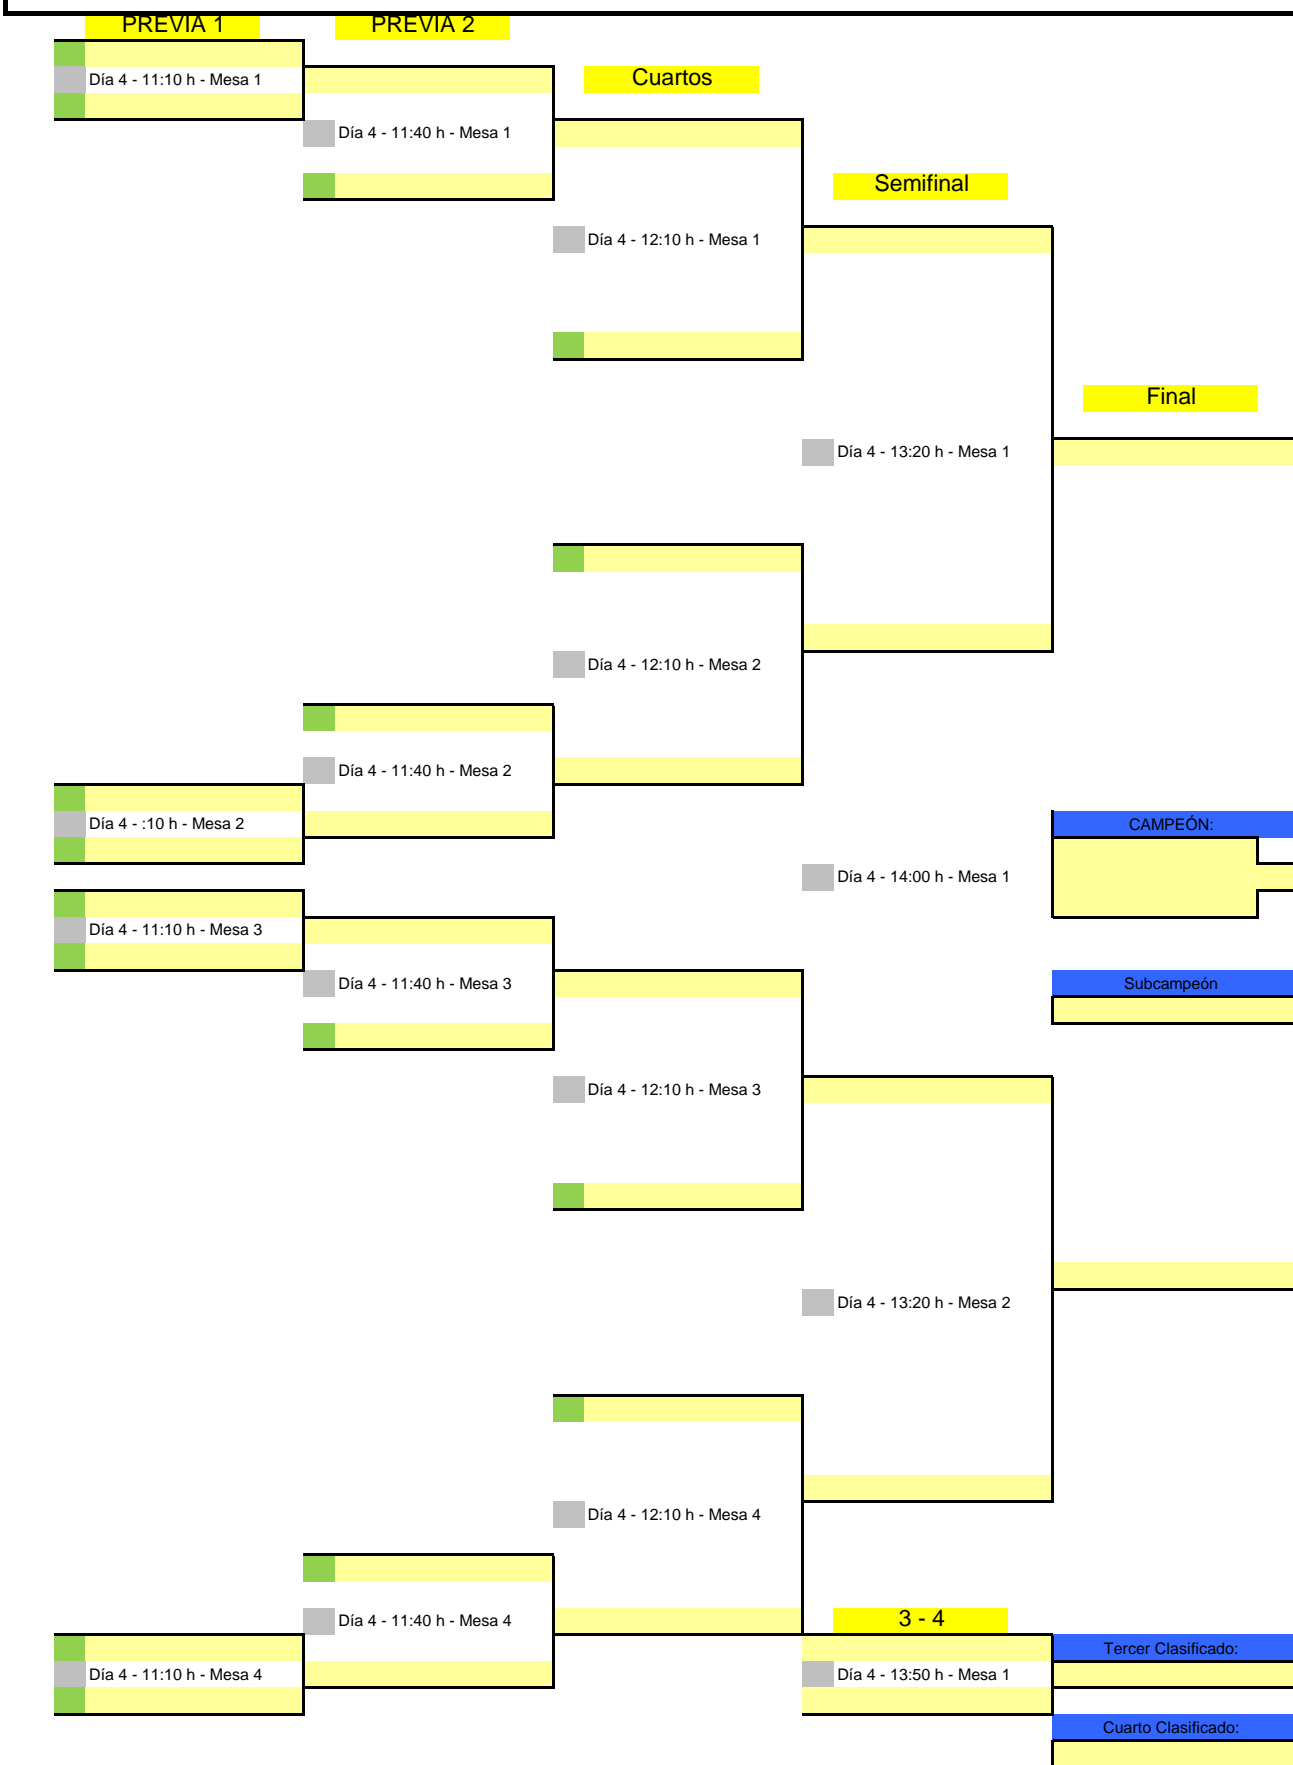 PREVIA 1
PREVIA 2
Día 4 - 11:10 h - Mesa 1
Cuartos
Día 4 - 11:40 h - Mesa 1
Semifinal
Día 4 - 12:10 h - Mesa 1
Final
Día 4 - 13:20 h - Mesa 1
Día 4 - 12:10 h - Mesa 2
Día 4 - 11:40 h - Mesa 2
Día 4 - :10 h - Mesa 2
CAMPEÓN:
Día 4 - 14:00 h - Mesa 1
Día 4 - 11:10 h - Mesa 3
Día 4 - 11:40 h - Mesa 3
Subcampeón
Día 4 - 12:10 h - Mesa 3
Día 4 - 13:20 h - Mesa 2
Día 4 - 12:10 h - Mesa 4
Día 4 - 11:40 h - Mesa 4
3 - 4
Tercer Clasificado:
Día 4 - 11:10 h - Mesa 4
Día 4 - 13:50 h - Mesa 1
Cuarto Clasificado: